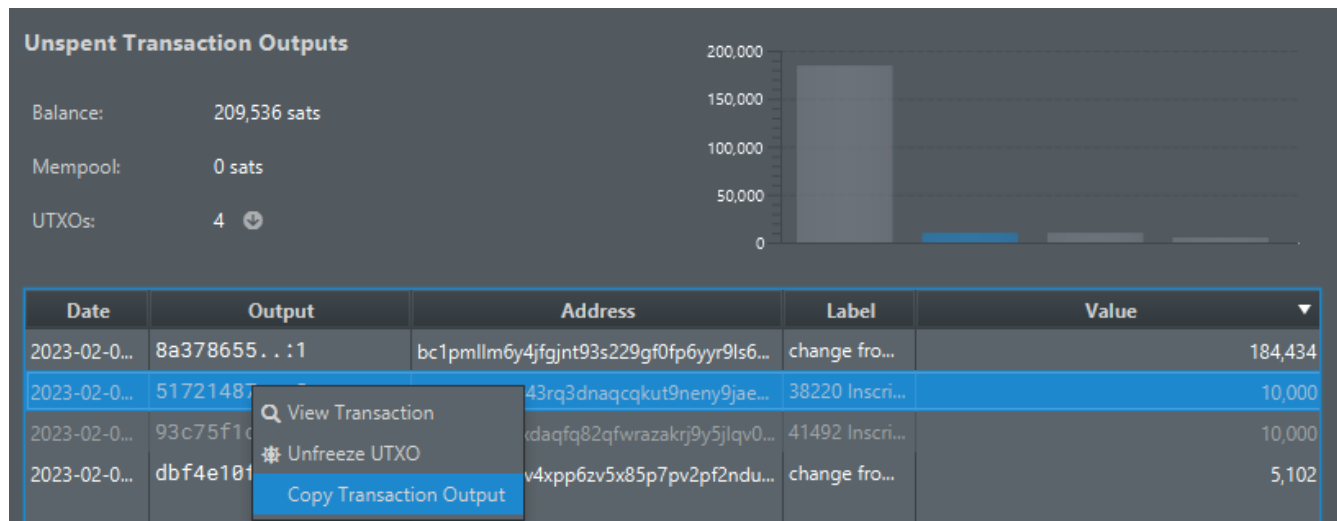 Unspent Transaction Outputs
Balance: 209,536 sats
Mempool: 0 sats
UTXOs: 4
200,000
150,000
100,000
50,000
0
Date Output Address Label Value
2023-02-0... 8a378655..:1 bc1pmllm6y4jfgjnt93s229gf0fp6yyr9ls6... change fro... 184,434
2023-02-0... 51721487 43rq3dnaqcqkut9neny9jae... 38220 Inscri... 10,000
View Transaction
2023-02-0... 93c75f1c xdaqfq82qfwrazakrj9y5jlqv0... 41492 Inscri... 10,000
Unfreeze UTXO
2023-02-0... dbf4e10f v4xpp6zv5x85p7pv2pf2ndu... change fro... 5,102
Copy Transaction Output